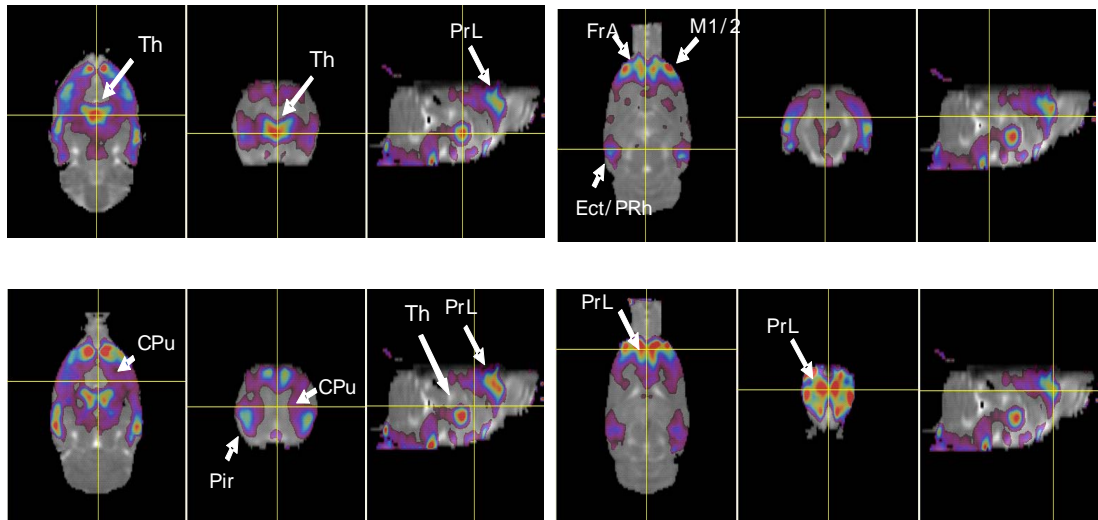 Th
Th
PrL
FrA
M1/2
Ect/PRh
CPu
Pir
CPu
Th
PrL
PrL
PrL